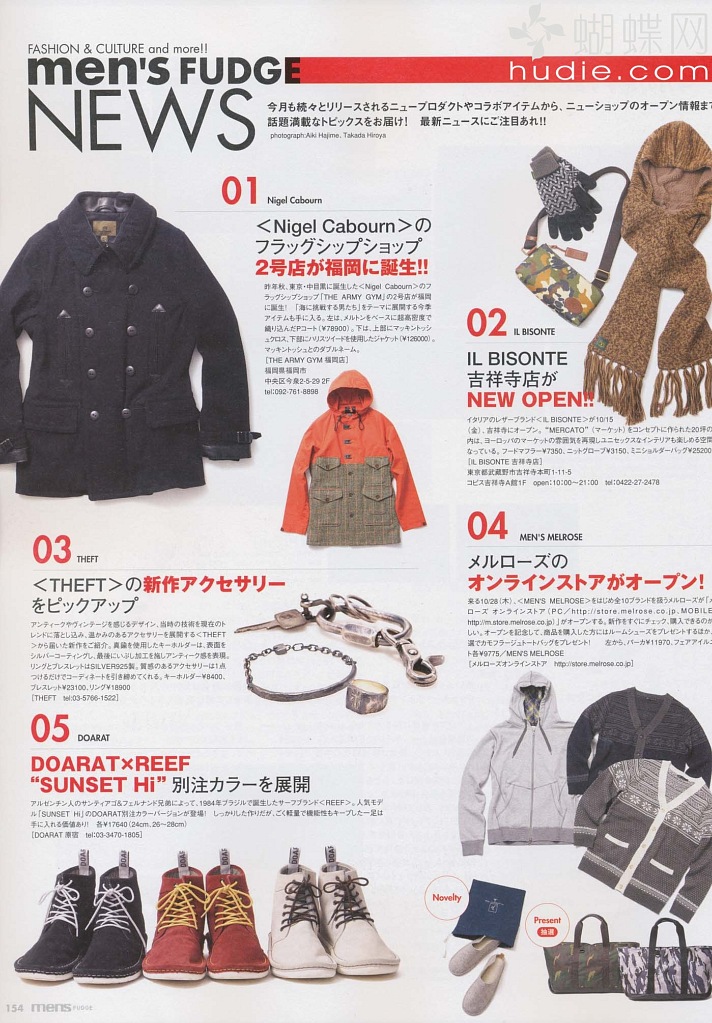 蝴蝶网
hudie.com
FASHION & CULTURE and more!!
men's FUDGE
NEWS
今月も続々とリリースされるニュープロダクトやコラボアイテムから、ニューショップのオープン情報まで
話題満載なトピックスをお届け！ 最新ニュースにご注目あれ!!
photograph:Aiki Hajime, Takada Hiroya
01 Nigel Cabourn
＜Nigel Cabourn＞の
フラッグシップショップ
2号店が福岡に誕生!!
昨年秋、東京・中目黒に誕生した＜Nigel Cabourn＞のフ
ラッグシップショップ「THE ARMY GYM」の2号店が福岡
に誕生！ 「海に挑戦する男たち」をテーマに展開する今季
アイテムも手に入る。左は、メルトンをベースに超高密度で
織り込んだPコート（¥78900）。下は、上部にマッキントッシ
ュクロス、下部にハリスツイードを使用したジャケット（¥126000）。
マッキントッシュとのダブルネーム。
[THE ARMY GYM 福岡店]
福岡県福岡市
中央区今泉2-5-29 2F
tel:092-761-8898
02 IL BISONTE
IL BISONTE
吉祥寺店が
NEW OPEN!!
イタリアのレザーブランド＜IL BISONTE＞が10/15
（金）、吉祥寺にオープン。“MERCATO”（マーケット）をコンセプトに作られた20坪の
内は、ヨーロッパのマーケットの雰囲気を再現しユニセックスなインテリアも楽しめる空間
なっている。フードマフラー¥7350、ニットグローブ¥3150、ミニショルダーバッグ¥25200
[IL BISONTE 吉祥寺店]
東京都武蔵野市吉祥寺本町1-11-5
コピス吉祥寺A館1F open:10:00〜21:00 tel:0422-27-2478
03 THEFT
＜THEFT＞の新作アクセサリー
をピックアップ
アンティークやヴィンテージを感じるデザイン、当時の技術を現在のト
レンドに落とし込み、温かみのあるアクセサリーを展開する＜THEFT
＞から届いた新作をご紹介。真鍮を使用したキーホルダーは、表面を
シルバーコーティングし、最後にいぶし加工を施しアンティーク感を表現。
リングとブレスレットはSILVER925製。質感のあるアクセサリーは1点
つけるだけでコーディネートを引き締めてくれる。キーホルダー¥8400、
ブレスレット¥23100、リング¥18900
[THEFT tel:03-5766-1522]
04 MEN'S MELROSE
メルローズの
オンラインストアがオープン！
来る10/28（木）、＜MEN'S MELROSE＞をはじめ全10ブランドを扱うメルローズが「メ
ローズ オンラインストア（PC／http://store.melrose.co.jp、MOBILE
http://m.store.melrose.co.jp）」がオープンする。新作をすぐにチェック、購入できるのが
しい。オープンを記念して、商品を購入した方にはルームシューズをプレゼントするほか、
選でカモフラージュトートバッグをプレゼント！ 左から、パーカ¥11970、フェアアイル
ト各¥9775／MEN'S MELROSE
[メルローズオンラインストア http://store.melrose.co.jp]
05 DOARAT
DOARAT×REEF
“SUNSET Hi” 別注カラーを展開
アルゼンチン人のサンティアゴ&フェルナンド兄弟によって、1984年ブラジルで誕生したサーフブランド＜REEF＞。人気モデ
ル「SUNSET Hi」のDOARAT別注カラーバージョンが登場！ しっかりした作りだが、ごく軽量で機能性もキープした一足は
手に入れる価値あり！ 各¥17640（24cm、26〜28cm）
[DOARAT 原宿 tel:03-3470-1805]
Novelty
Present
抽選
154 men's FUDGE